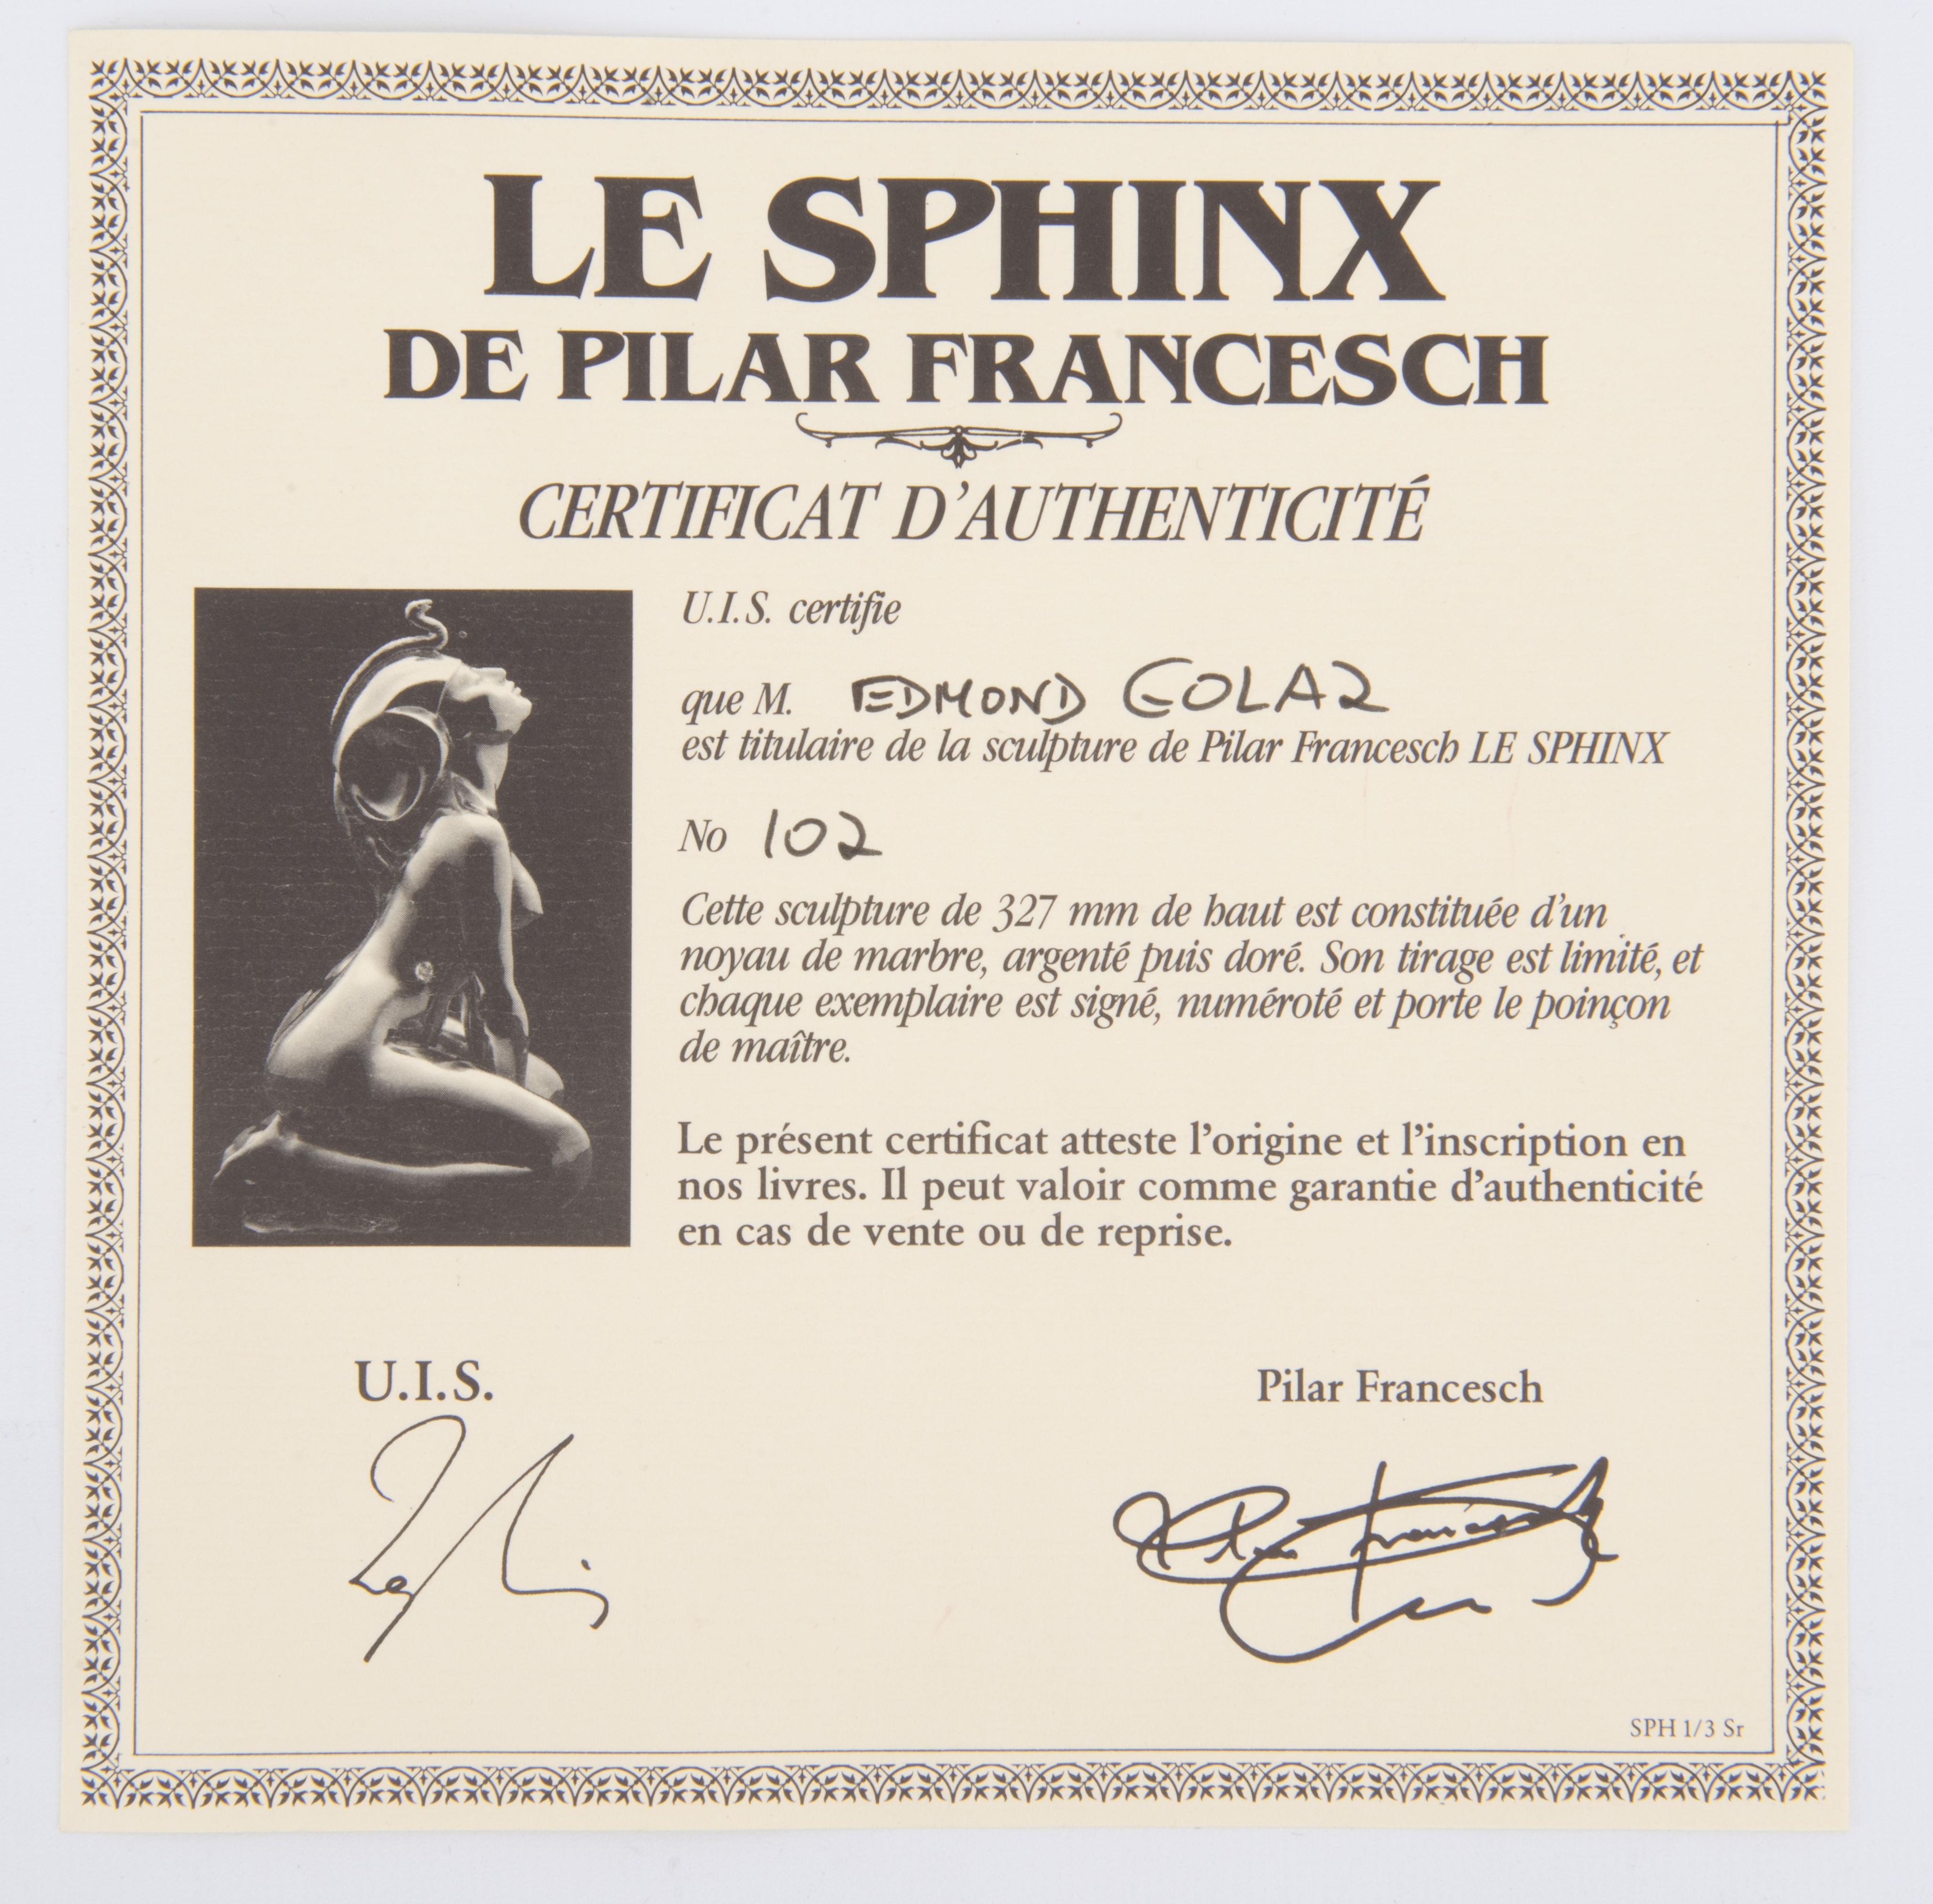 LE SPHINX
DE PILAR FRANCESCH
CERTIFICAT D'AUTHENTICITÉ
U.I.S. certifie
que M. EDMOND GOLAZ
est titulaire de la sculpture de Pilar Francesch LE SPHINX
No 102
Cette sculpture de 327 mm de haut est constituée d'un
noyau de marbre, argenté puis doré. Son tirage est limité, et
chaque exemplaire est signé, numéroté et porte le poinçon
de maître.
Le présent certificat atteste l'origine et l'inscription en
nos livres. Il peut valoir comme garantie d'authenticité
en cas de vente ou de reprise.
U.I.S.
Pilar Francesch
SPH 1/3 Sr